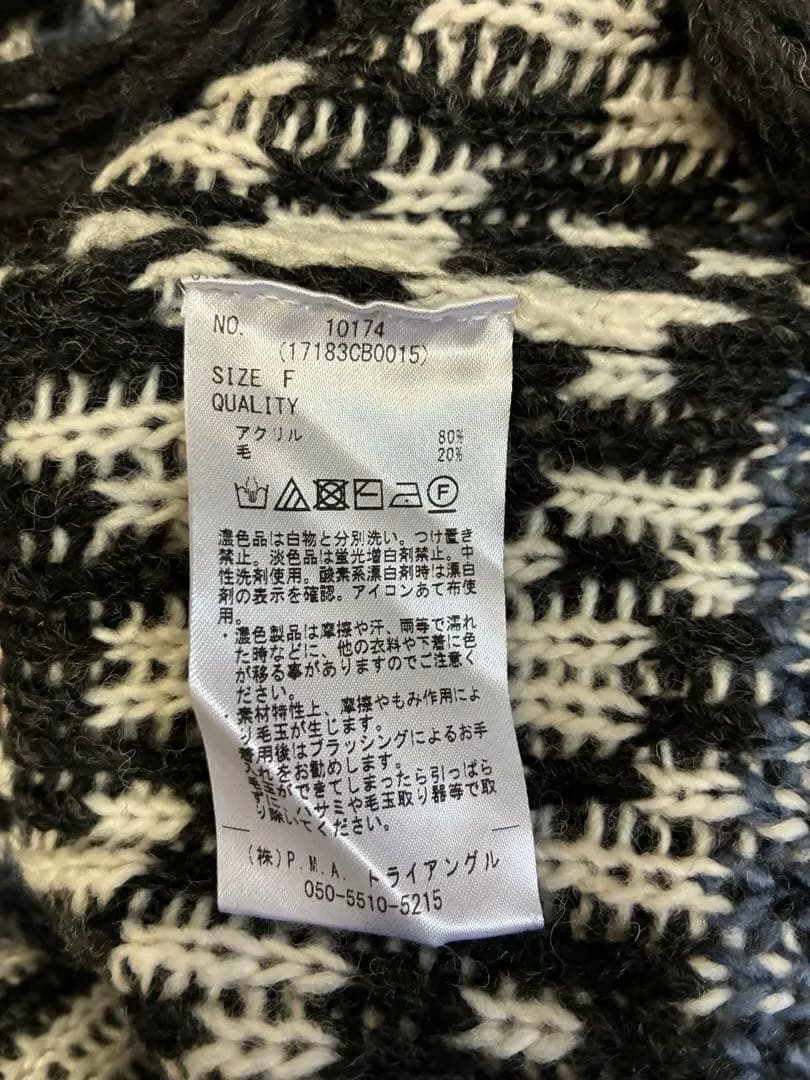 NO. 10174
(17183CB0015)
SIZE F
QUALITY
アクリル 80%
毛 20%
F
濃色品は白物と分別洗い。つけ置き
禁止。淡色品は蛍光増白剤禁止。中
性洗剤使用。酸素系漂白剤時は漂白
剤の表示を確認。アイロンあて布使
用。
・濃色製品は摩擦や汗、雨等で濡れ
た時などに、他の衣料や下着に色
が移る事がありますのでご注意く
ださい。
・素材特性上、摩擦やもみ作用によ
り毛玉が生じます。
着用後はブラッシングによるお手
入れをお勧めします。
毛玉ができてしまったら引っぱら
ずに、ハサミや毛玉取り器等で取
り除いてください。
(株)P.M.A. トライアングル
050-5510-5215